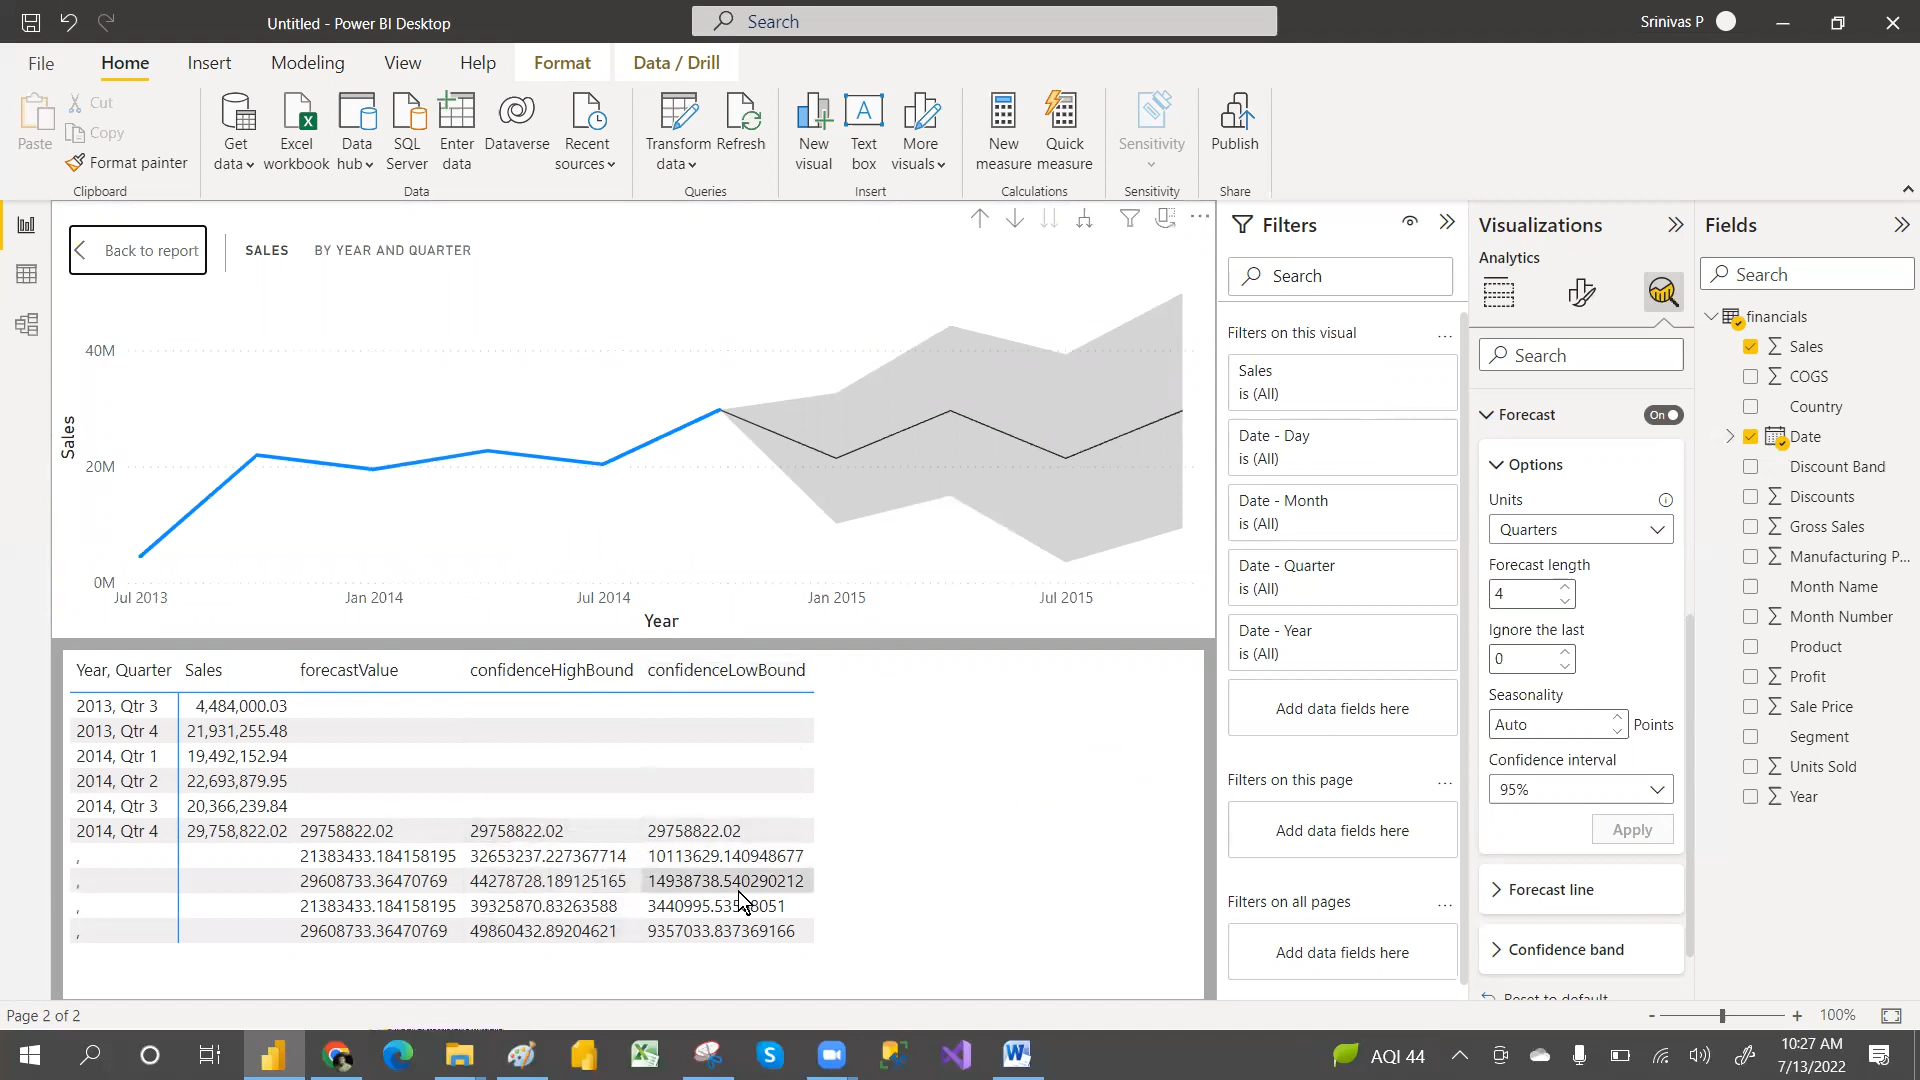 Untitled - Power BI Desktop
Search
Srinivas P
File Home Insert Modeling View Help Format Data / Drill
Paste
Cut
Copy
Format painter
Clipboard
Get data
Excel workbook
Data hub
SQL Server
Enter data
Dataverse
Recent sources
Data
Transform data
Refresh
Queries
New visual
Text box
More visuals
Insert
New measure
Quick measure
Calculations
Sensitivity
Sensitivity
Publish
Share
Back to report
SALES BY YEAR AND QUARTER
40M
20M
0M
Sales
Jul 2013 Jan 2014 Jul 2014 Jan 2015 Jul 2015
Year
Year, Quarter Sales forecastValue confidenceHighBound confidenceLowBound
2013, Qtr 3 4,484,000.03
2013, Qtr 4 21,931,255.48
2014, Qtr 1 19,492,152.94
2014, Qtr 2 22,693,879.95
2014, Qtr 3 20,366,239.84
2014, Qtr 4 29,758,822.02 29758822.02 29758822.02 29758822.02
, 21383433.184158195 32653237.227367714 10113629.140948677
, 29608733.36470769 44278728.189125165 14938738.540290212
, 21383433.184158195 39325870.83263588
, 29608733.36470769 49860432.89204621 9357033.837369166
Filters
Search
Filters on this visual ...
Sales
is (All)
Date - Day
is (All)
Date - Month
is (All)
Date - Quarter
is (All)
Date - Year
is (All)
Add data fields here
Filters on this page ...
Add data fields here
Filters on all pages ...
Add data fields here
Visualizations
Analytics
Search
Forecast On
Options
Units
Quarters
Forecast length
4
Ignore the last
0
Seasonality
Auto Points
Confidence interval
95%
Apply
Forecast line
Confidence band
Reset to default
Fields
Search
financials
Sales
COGS
Country
Date
Discount Band
Discounts
Gross Sales
Manufacturing P...
Month Name
Month Number
Product
Profit
Sale Price
Segment
Units Sold
Year
Page 2 of 2
- + 100%
AQI 44
10:27 AM
7/13/2022